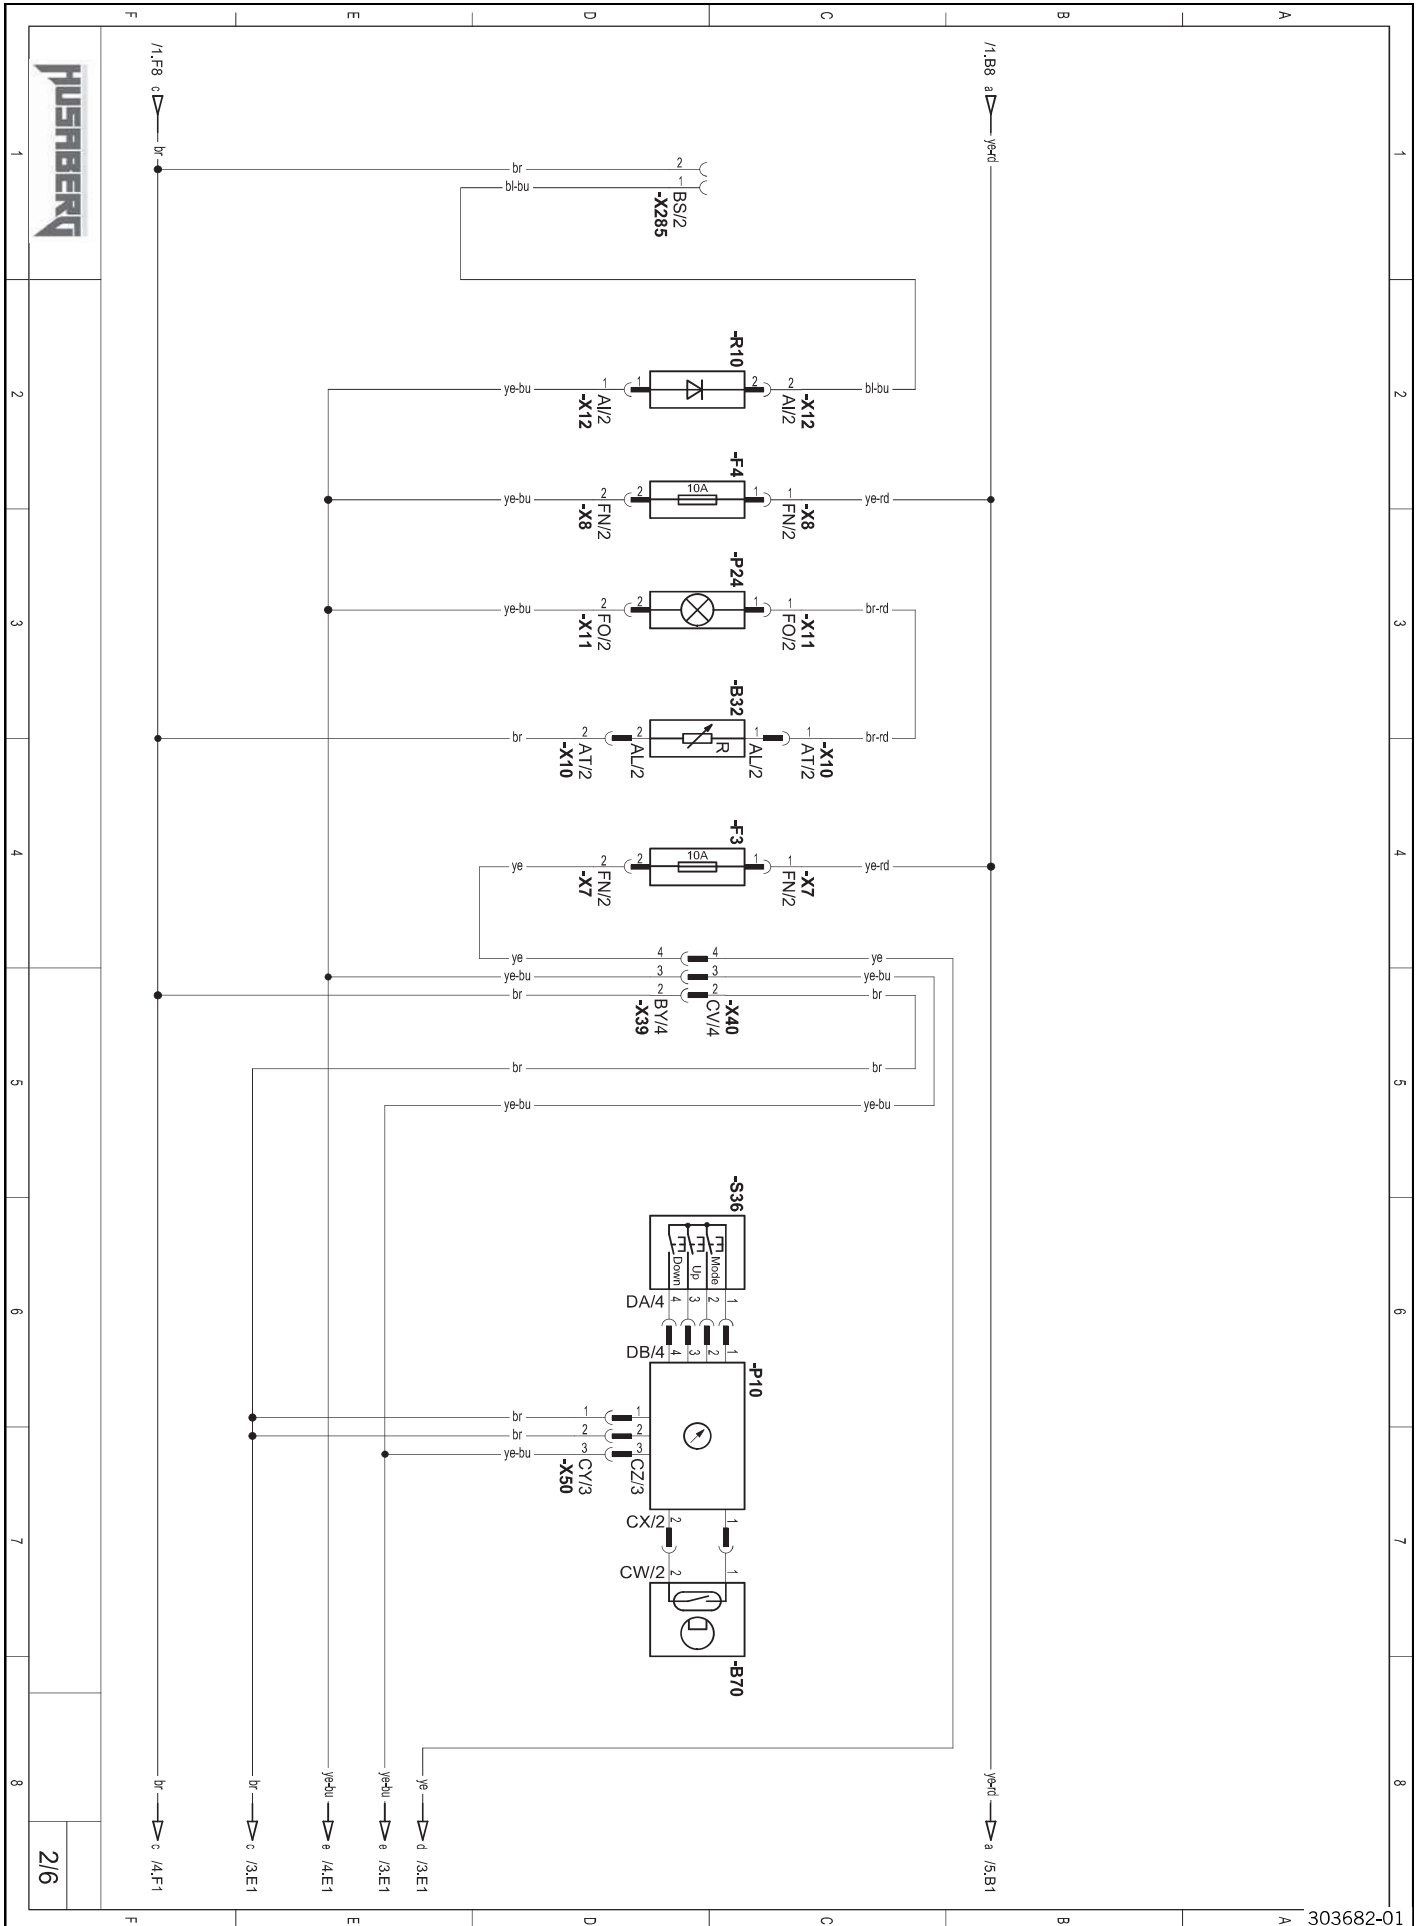 F E D C B A
/1.F8 c
/1.B8 a
HUSABERG
br
ye-rd
1
1
br
2
bl-bu
1
BS/2
-X285
-R10
2
ye-bu
1
AI/2
-X12
1
2
2
AI/2
-X12
bl-bu
2
-F4
10A
ye-bu
2
FN/2
-X8
2
1
1
FN/2
-X8
ye-rd
-P24
ye-bu
2
FO/2
-X11
2
1
1
FO/2
-X11
br-rd
3
3
-B32
R
br
2
AT/2
-X10
2
AL/2
1
AL/2
1
AT/2
-X10
br-rd
-F3
10A
4
ye
2
FN/2
-X7
2
1
1
FN/2
-X7
ye-rd
4
ye
4
4
ye
ye-bu
3
3
ye-bu
br
2
2
br
BY/4
-X39
CV/4
-X40
br
br
5
5
ye-bu
ye-bu
-S36
Down
Up
Mode
DA/4
4 3 2 1
6
6
DB/4
4 3 2 1
-P10
br
1
1
br
2
2
ye-bu
3
3
CY/3
-X50
CZ/3
CX/2
2
1
7
7
CW/2
2
1
-B70
8
8
br
br
ye-bu
ye-bu
ye
ye-rd
c /4.F1
c /3.E1
e /4.E1
e /3.E1
d /3.E1
a /5.B1
2/6
F E D C B
303682-01